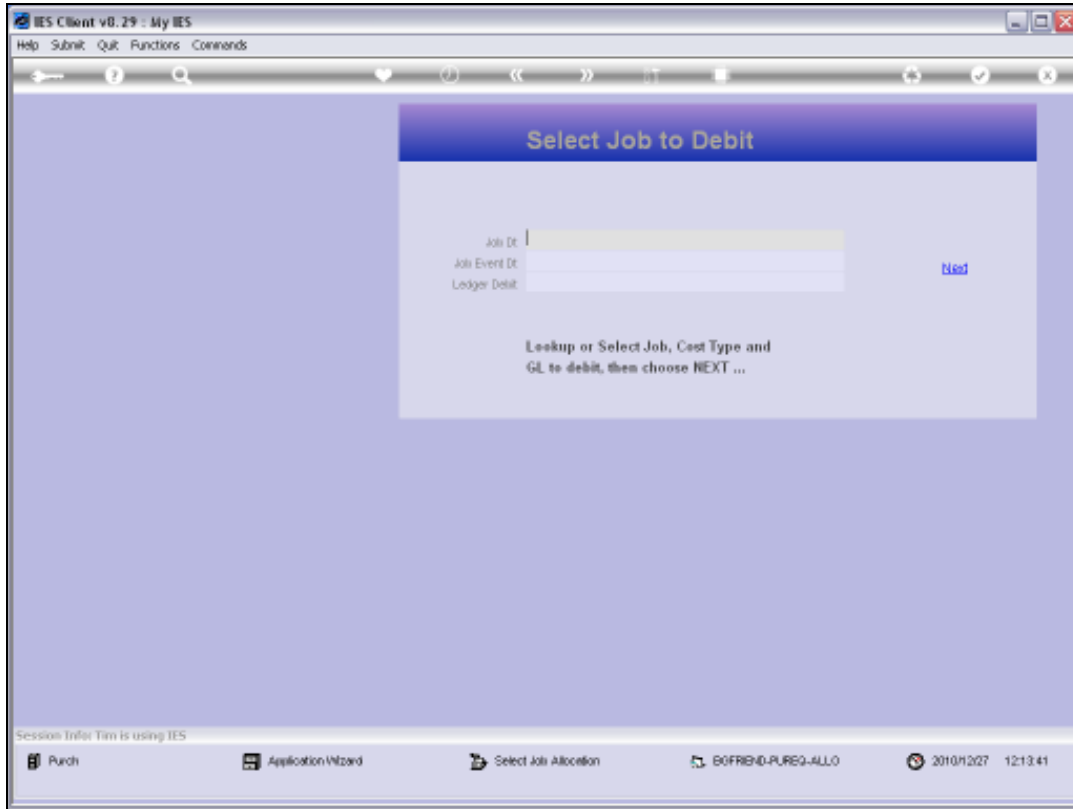 IES Client v8.29 : My IES
Help Submit Quit Functions Commands
Select Job to Debit
Job Dt
Job Event Dt
Ledger Debit
Next
Lookup or Select Job, Cost Type and
GL to debit, then choose NEXT ...
Session Info: Tim is using IES
Purch Application Wizard Select Job Allocation BOFRIEND-PUREQ-ALLO 2010/12/27 12:13:41